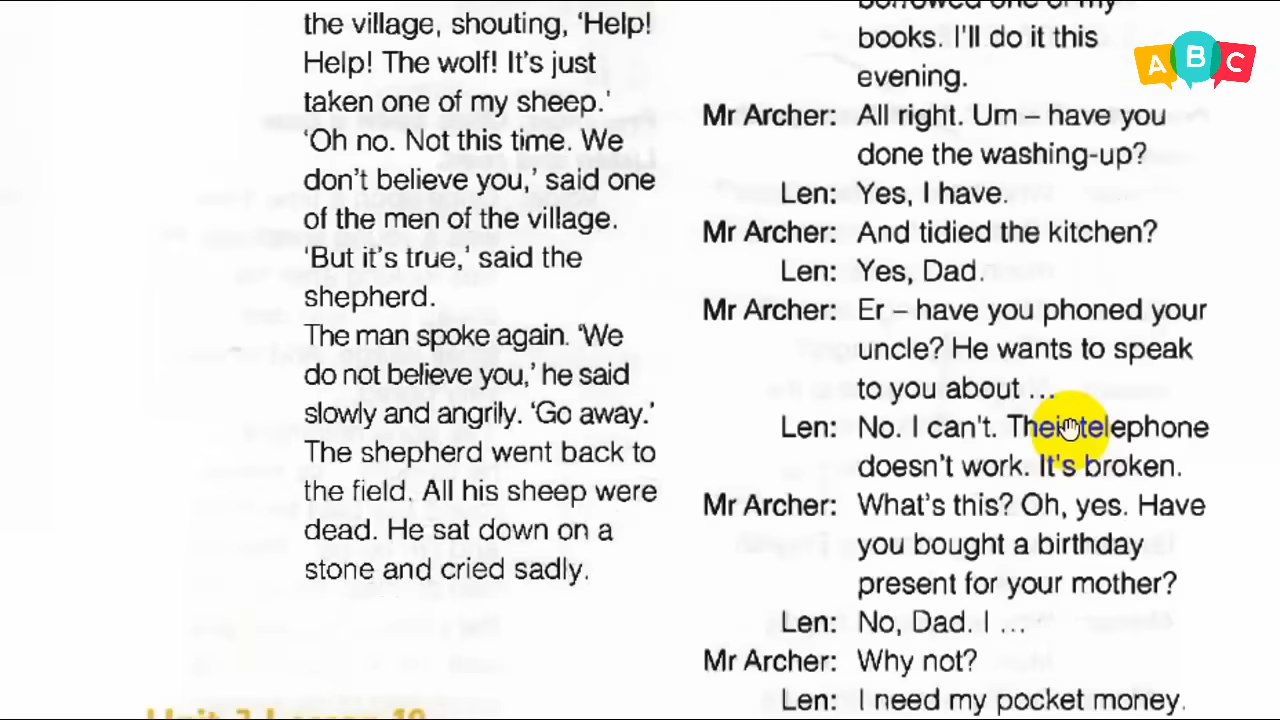 the village, shouting, ‘Help!
Help! The wolf! It’s just
taken one of my sheep.’
‘Oh no. Not this time. We
don’t believe you,’ said one
of the men of the village.
‘But it’s true,’ said the
shepherd.
The man spoke again. ‘We
do not believe you,’ he said
slowly and angrily. ‘Go away.’
The shepherd went back to
the field. All his sheep were
dead. He sat down on a
stone and cried sadly.
books. I'll do it this
evening.
Mr Archer: All right. Um – have you
done the washing-up?
Len: Yes, I have.
Mr Archer: And tidied the kitchen?
Len: Yes, Dad.
Mr Archer: Er – have you phoned your
uncle? He wants to speak
to you about ...
Len: No. I can't. Their telephone
doesn’t work. It’s broken.
Mr Archer: What’s this? Oh, yes. Have
you bought a birthday
present for your mother?
Len: No, Dad. I ...
Mr Archer: Why not?
Len: I need my pocket money.
ABC